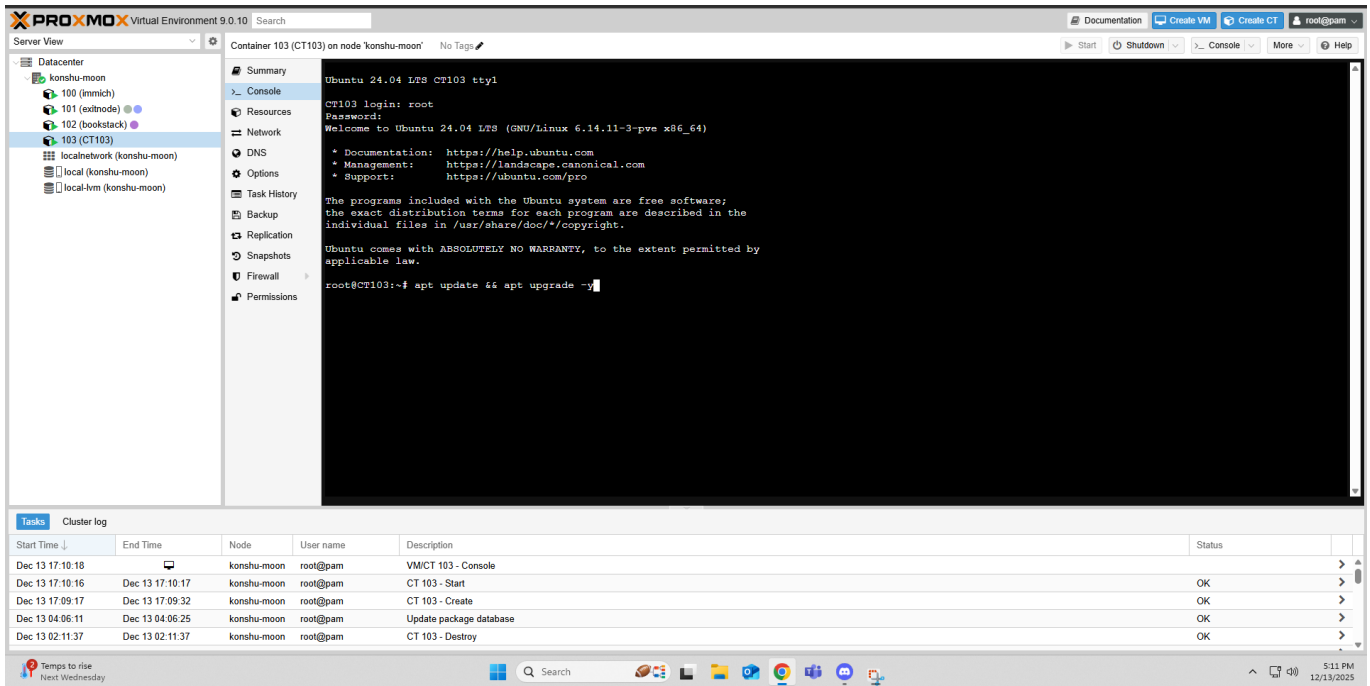 PROXMOX Virtual Environment 9.0.10 Search Documentation Create VM Create CT root@pam
Server View
Container 103 (CT103) on node 'konshu-moon' No Tags Start Shutdown >_ Console More Help
Datacenter
konshu-moon
100 (immich)
101 (exitnode)
102 (bookstack)
103 (CT103)
localnetwork (konshu-moon)
local (konshu-moon)
local-lvm (konshu-moon)
Summary
>_ Console
Resources
Network
DNS
Options
Task History
Backup
Replication
Snapshots
Firewall
Permissions
Ubuntu 24.04 LTS CT103 tty1
CT103 login: root
Password:
Welcome to Ubuntu 24.04 LTS (GNU/Linux 6.14.11-3-pve x86_64)
* Documentation: https://help.ubuntu.com
* Management: https://landscape.canonical.com
* Support: https://ubuntu.com/pro
The programs included with the Ubuntu system are free software;
the exact distribution terms for each program are described in the
individual files in /usr/share/doc/*/copyright.
Ubuntu comes with ABSOLUTELY NO WARRANTY, to the extent permitted by
applicable law.
root@CT103:~# apt update && apt upgrade -y
Tasks Cluster log
Start Time ↓ End Time Node User name Description Status
Dec 13 17:10:18 konshu-moon root@pam VM/CT 103 - Console
Dec 13 17:10:16 Dec 13 17:10:17 konshu-moon root@pam CT 103 - Start OK
Dec 13 17:09:17 Dec 13 17:09:32 konshu-moon root@pam CT 103 - Create OK
Dec 13 04:06:11 Dec 13 04:06:25 konshu-moon root@pam Update package database OK
Dec 13 02:11:37 Dec 13 02:11:37 konshu-moon root@pam CT 103 - Destroy OK
2 Temps to rise
Next Wednesday
Search
5:11 PM
12/13/2025